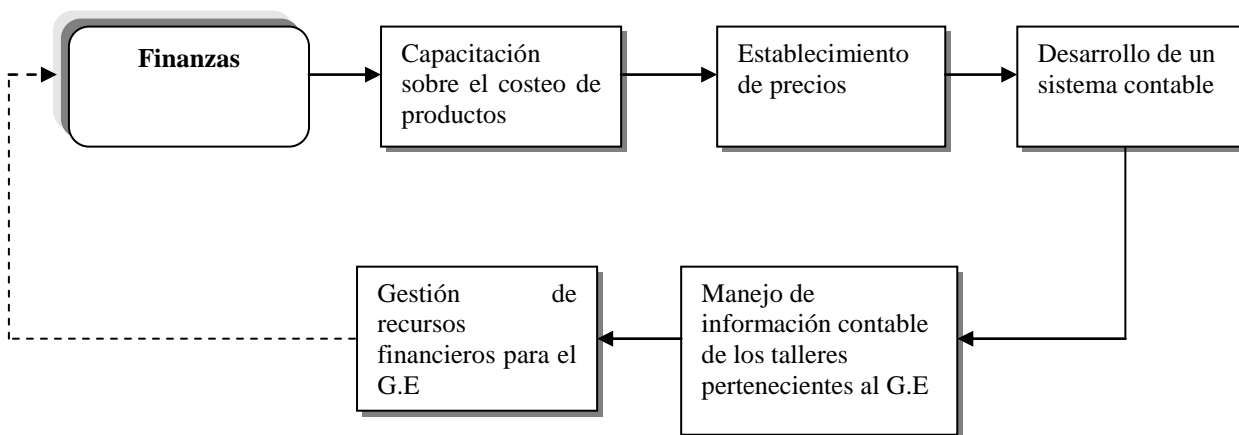 Finanzas
Capacitación
sobre el costeo de
productos
Establecimiento
de precios
Desarrollo de un
sistema contable
Gestión de
recursos
financieros para el
G.E
Manejo de
información contable
de los talleres
pertenecientes al G.E